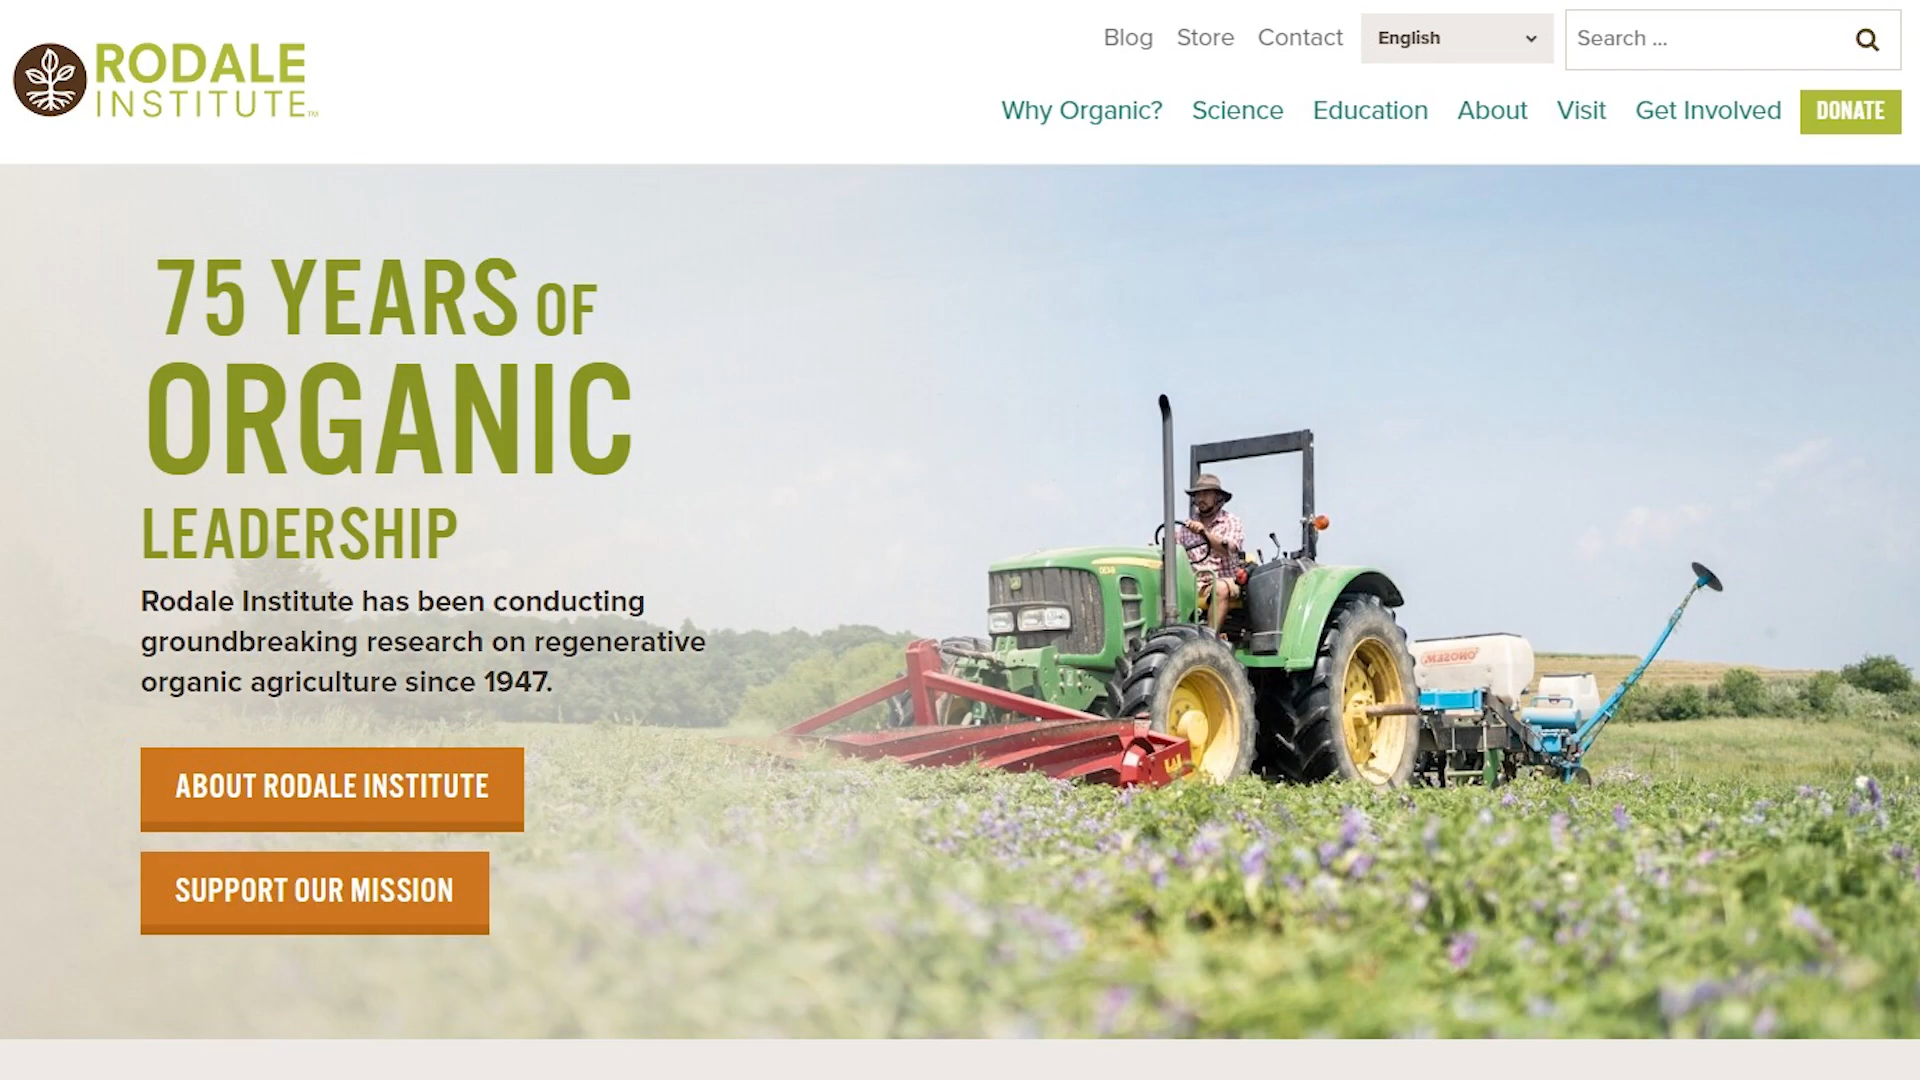 RODALE
INSTITUTE™
Blog Store Contact English Search ...
Why Organic? Science Education About Visit Get Involved DONATE
75 YEARS OF
ORGANIC
LEADERSHIP
Rodale Institute has been conducting
groundbreaking research on regenerative
organic agriculture since 1947.
ABOUT RODALE INSTITUTE
SUPPORT OUR MISSION